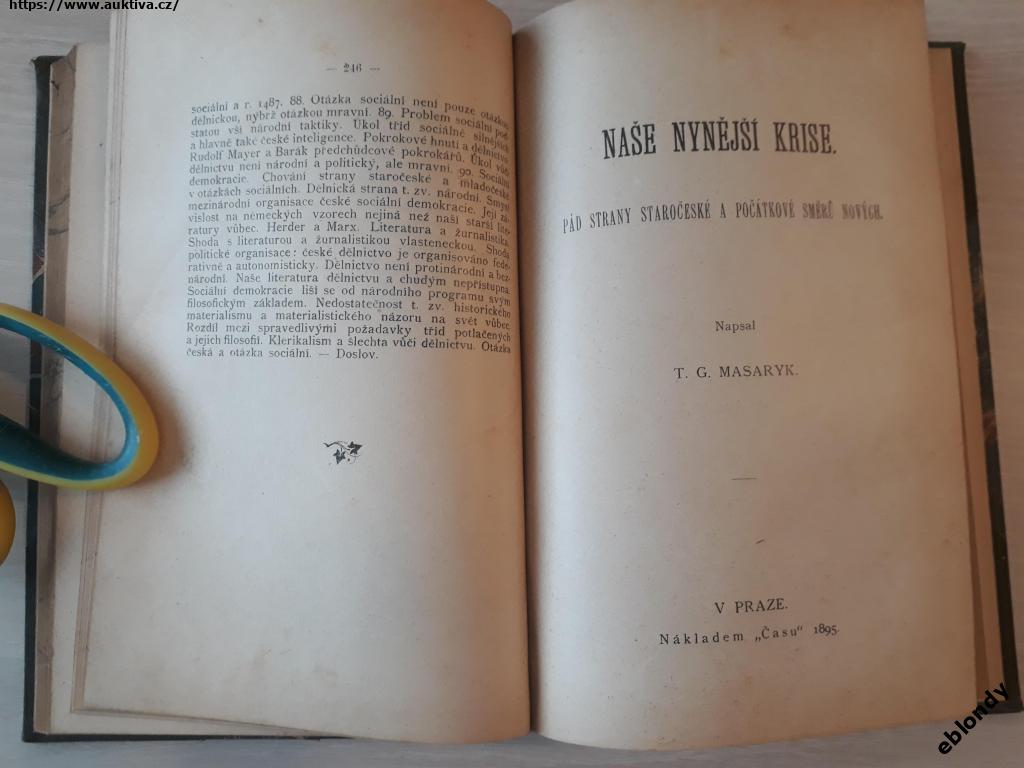 https://www.auktiva.cz/
— 246 —
sociální a r. 1487. 88. Otázka sociální není pouze otázkou
dělnickou, nýbrž otázkou mravní. 89. Problem sociální pod-
statou vší národní taktiky. Úkol tříd sociálně silnějších
a hlavně také české inteligence. Pokrokové hnutí a dělnictvo
Rudolf Mayer a Barák předchůdcové pokrokářů. Úkol vůči
dělnictvu není národní a politický, ale mravní. 90. Sociální
demokracie. Chování strany staročeské a mladočeské
v otázkách sociálních. Dělnická strana t. zv. národní. Smysl
mezinárodní organisace české sociální demokracie. Její zá-
vislost na německých vzorech nejiná než naší starší lite-
ratury vůbec. Herder a Marx. Literatura a žurnalistika.
Shoda s literaturou a žurnalistikou vlasteneckou. Shoda
politické organisace: české dělnictvo je organisováno fede-
rativně a autonomisticky. Dělnictvo není protinárodní a bez-
národní. Naše literatura dělnictvu a chudým nepřístupna.
Sociální demokracie liší se od národního programu svým
filosofickým základem. Nedostatečnost t. zv. historického
materialismu a materialistického názoru na svět vůbec.
Rozdíl mezi spravedlivými požadavky tříd potlačených
a jejich filosofií. Klerikalism a šlechta vůči dělnictvu. Otázka
česká a otázka sociální. — Doslov.
NAŠE NYNĚJŠÍ KRISE.
PÁD STRANY STAROČESKÉ A POČÁTKOVÉ SMĚRŮ NOVÝCH.
Napsal
T. G. MASARYK.
V PRAZE.
Nákladem „Času“ 1895.
eblondy